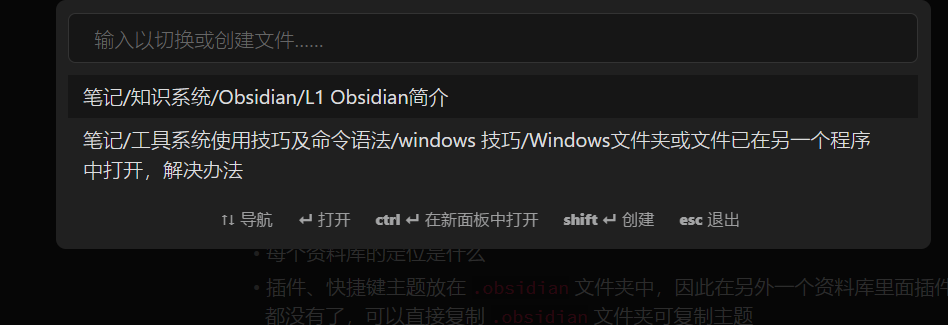 输入以切换或创建文件......
笔记/知识系统/Obsidian/L1 Obsidian简介
笔记/工具系统使用技巧及命令语法/windows 技巧/Windows文件夹或文件已在另一个程序
中打开，解决办法
↑↓ 导航 ↵ 打开 ctrl ↵ 在新面板中打开 shift ↵ 创建 esc 退出
• 每个资料库的定位是什么
• 插件、快捷键主题放在 .obsidian 文件夹中，因此在另外一个资料库里面插件
都没有了，可以直接复制 .obsidian 文件夹可复制主题